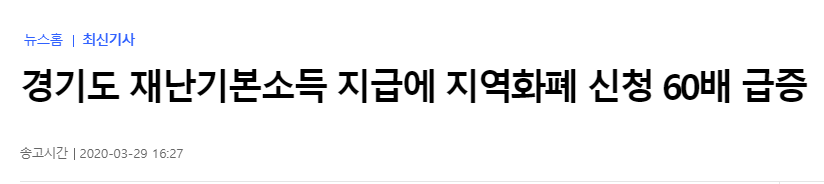 뉴스홈 | 최신기사
경기도 재난기본소득 지급에 지역화폐 신청 60배 급증
송고시간 | 2020-03-29 16:27